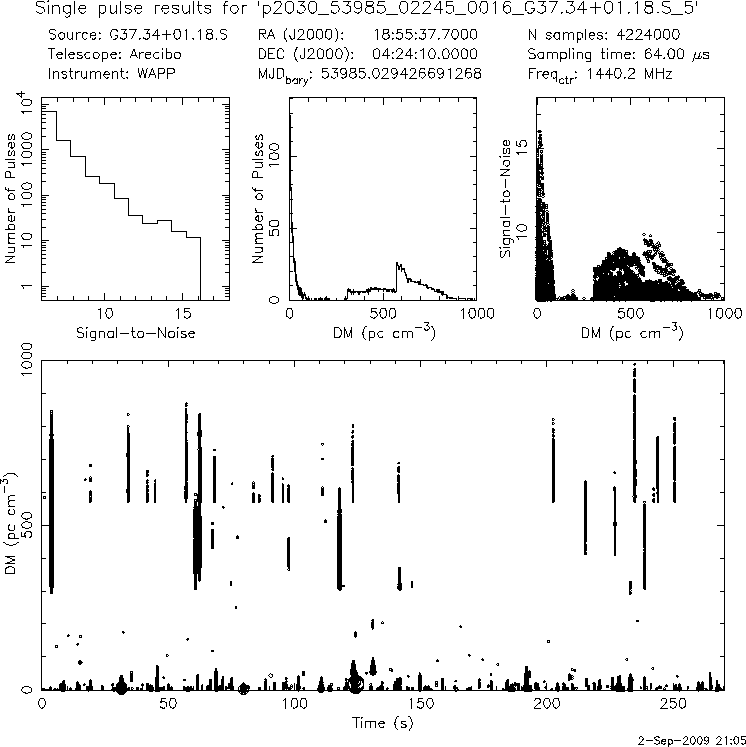 Single pulse results for 'p2030_53985_02245_0016_G37.34+01.18.S_5'
Source: G37.34+01.18.S RA (J2000): 18:55:37.7000 N samples: 4224000
Telescope: Arecibo DEC (J2000): 04:24:10.0000 Sampling time: 64.00 μs
Instrument: WAPP MJD_bary: 53985.029426691268 Freq_ctr: 1440.2 MHz
Number of Pulses
10^4
1000
100
10
1
10 15
Signal-to-Noise
Number of Pulses
100
50
0
0 500 1000
DM (pc cm^-3)
Signal-to-Noise
15
10
0 500 1000
DM (pc cm^-3)
DM (pc cm^-3)
1000
500
0
0 50 100 150 200 250
Time (s)
2-Sep-2009 21:05